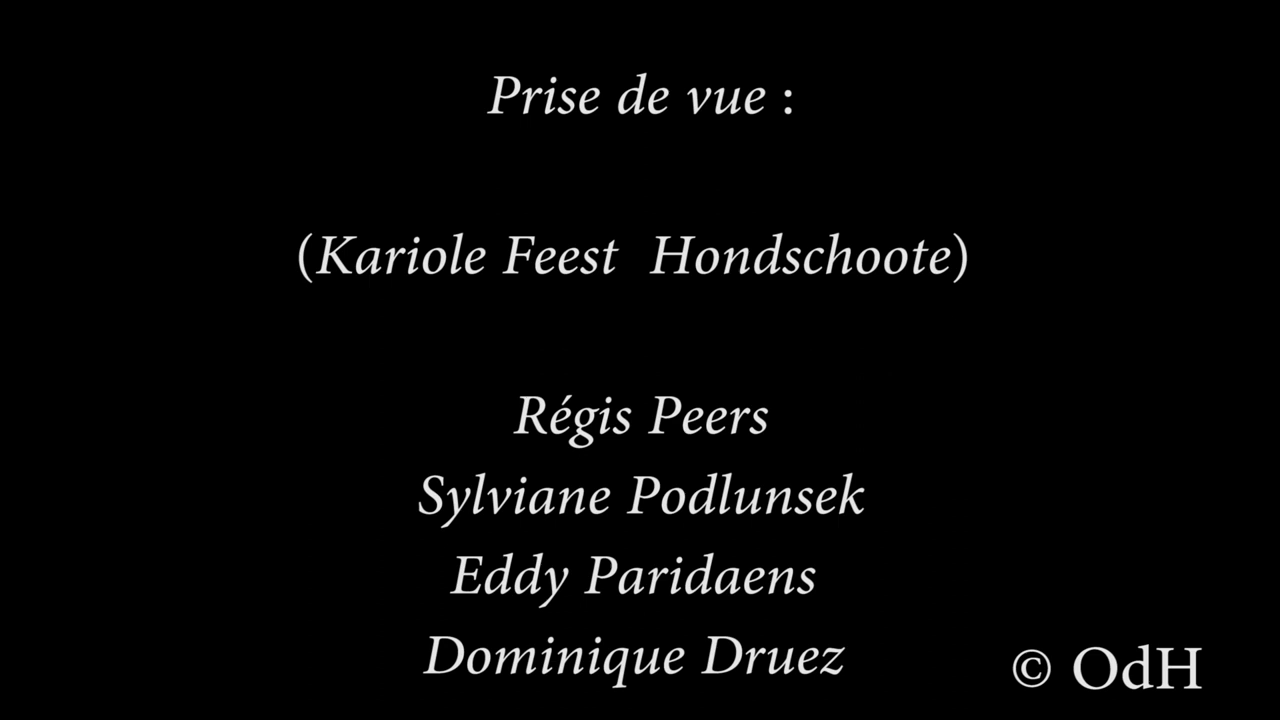 Prise de vue :
(Kariole Feest Hondschoote)
Régis Peers
Sylviane Podlunsek
Eddy Paridaens
Dominique Druez
© OdH